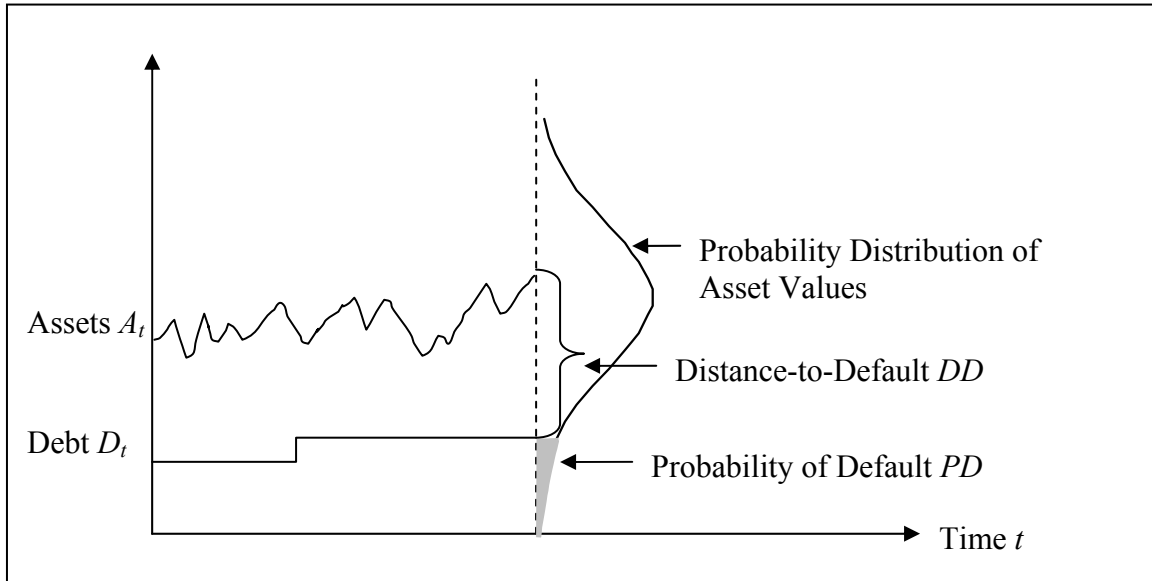 Probability Distribution of
Asset Values
Assets A_t
Distance-to-Default DD
Debt D_t
Probability of Default PD
Time t